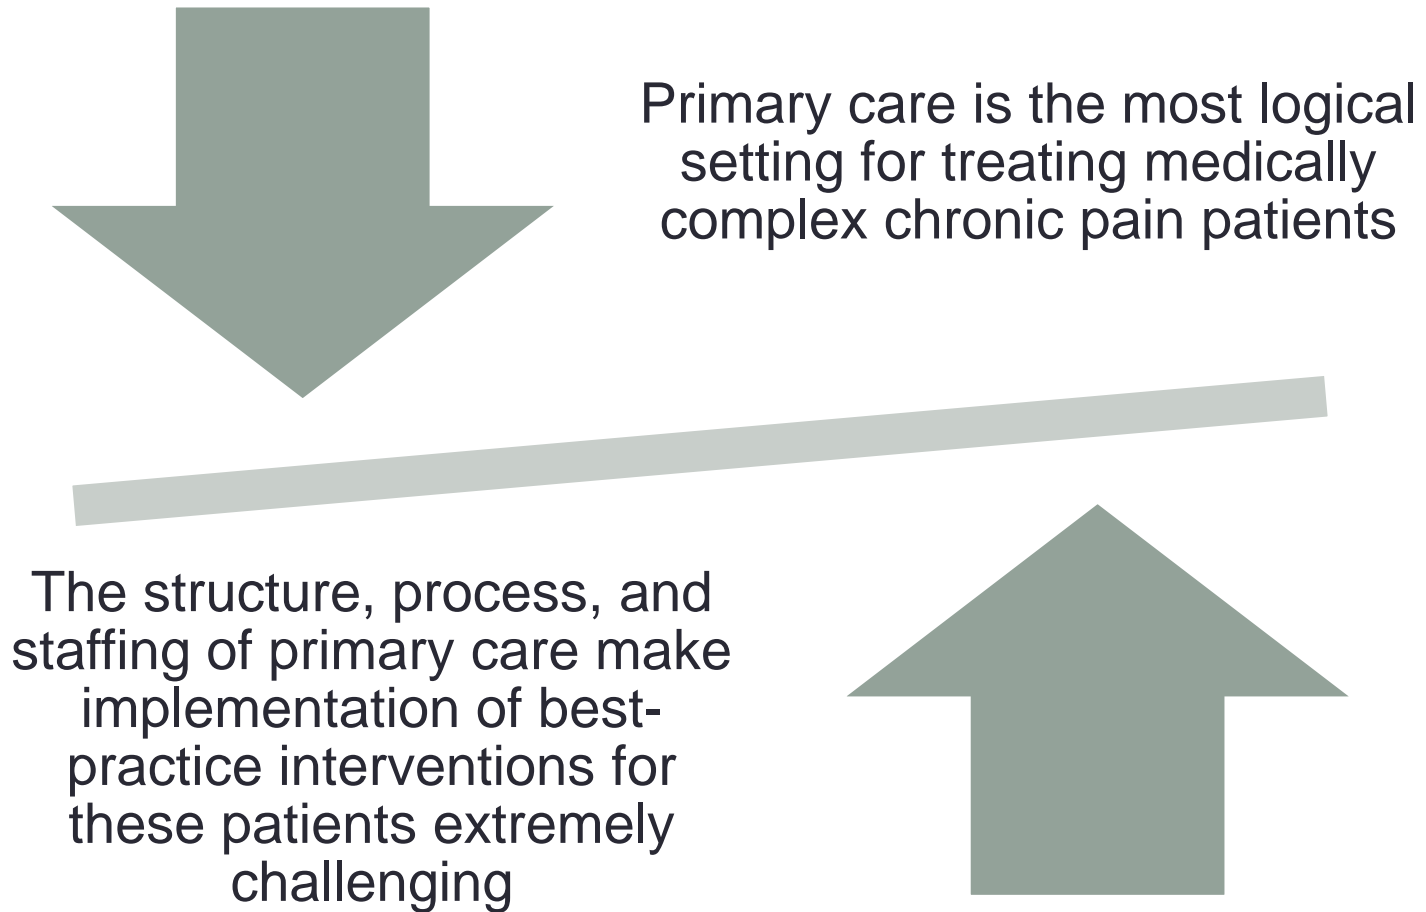 Primary care is the most logical
setting for treating medically
complex chronic pain patients
The structure, process, and
staffing of primary care make
implementation of best-
practice interventions for
these patients extremely
challenging